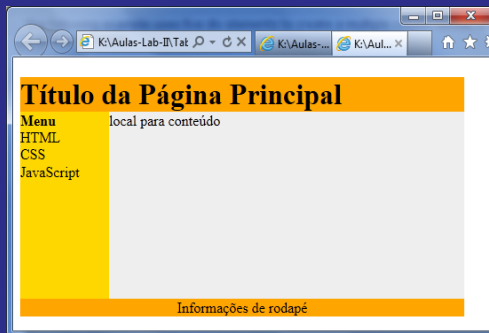 K:\Aulas-Lab-II\Tal
K:\Aulas-...
K:\Aul...
Título da Página Principal
Menu
HTML
CSS
JavaScript
local para conteúdo
Informações de rodapé